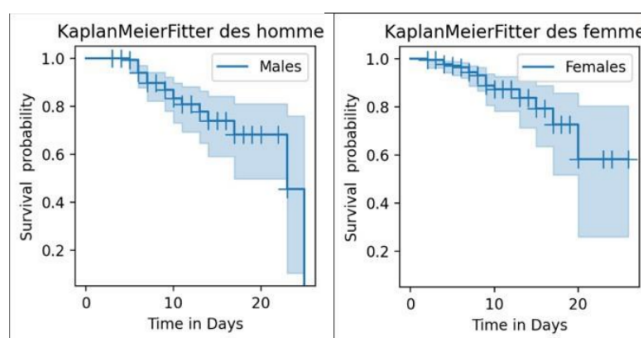 KaplanMeierFitter des homme
Males
1.0
0.8
0.6
0.4
0.2
Survival probability
0
10
20
Time in Days
KaplanMeierFitter des femme
Females
1.0
0.8
0.6
0.4
0.2
Survival probability
0
10
20
Time in Days